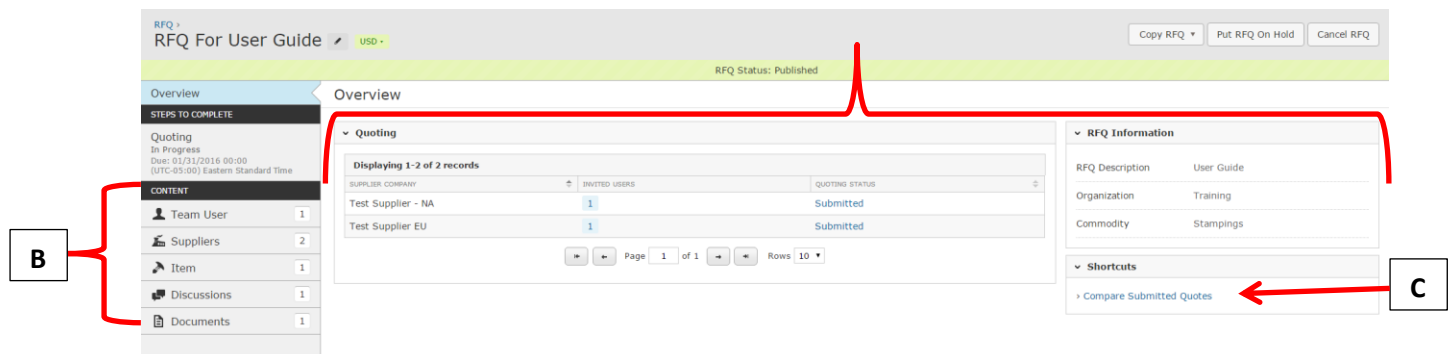 RFQ ›
RFQ For User Guide USD
Copy RFQ Put RFQ On Hold Cancel RFQ
RFQ Status: Published
Overview
STEPS TO COMPLETE
Quoting
In Progress
Due: 01/31/2016 00:00
(UTC-05:00) Eastern Standard Time
CONTENT
Team User 1
Suppliers 2
Item 1
Discussions 1
Documents 1
B
Overview
Quoting
Displaying 1-2 of 2 records
SUPPLIER COMPANY INVITED USERS QUOTING STATUS
Test Supplier - NA 1 Submitted
Test Supplier EU 1 Submitted
Page 1 of 1 Rows 10
RFQ Information
RFQ Description User Guide
Organization Training
Commodity Stampings
Shortcuts
› Compare Submitted Quotes
C